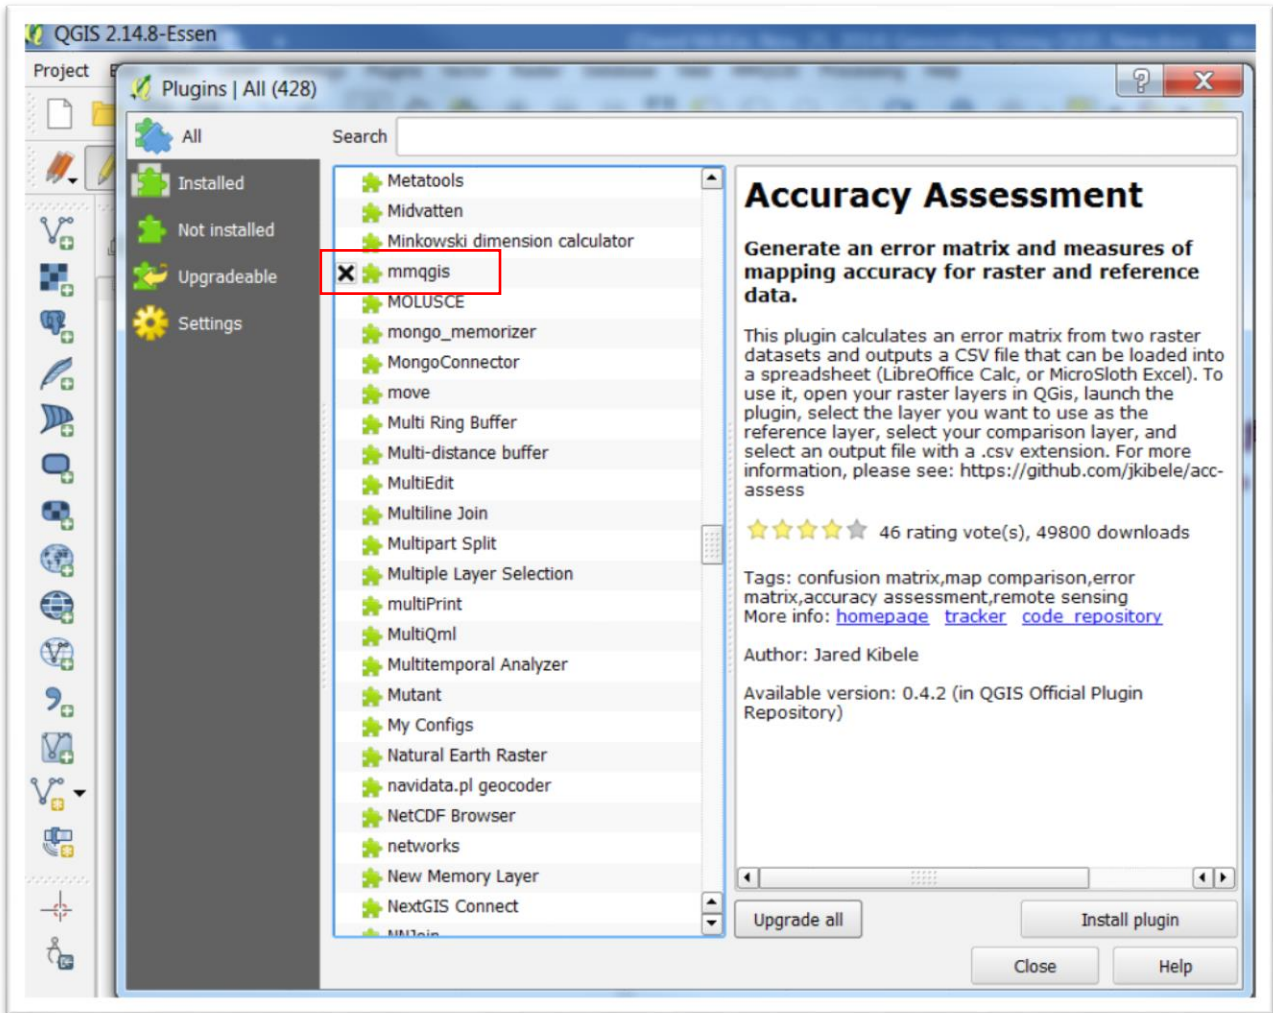 QGIS 2.14.8-Essen
Project
Plugins | All (428)
All
Installed
Not installed
Upgradeable
Settings
Search
Metatools
Midvatten
Minkowski dimension calculator
mmqgis
MOLUSCE
mongo_memorizer
MongoConnector
move
Multi Ring Buffer
Multi-distance buffer
MultiEdit
Multiline Join
Multipart Split
Multiple Layer Selection
multiPrint
MultiQml
Multitemporal Analyzer
Mutant
My Configs
Natural Earth Raster
navidata.pl geocoder
NetCDF Browser
networks
New Memory Layer
NextGIS Connect
NNJoin
Accuracy Assessment
Generate an error matrix and measures of
mapping accuracy for raster and reference
data.
This plugin calculates an error matrix from two raster
datasets and outputs a CSV file that can be loaded into
a spreadsheet (LibreOffice Calc, or MicroSloth Excel). To
use it, open your raster layers in QGis, launch the
plugin, select the layer you want to use as the
reference layer, select your comparison layer, and
select an output file with a .csv extension. For more
information, please see: https://github.com/jkibele/acc-
assess
46 rating vote(s), 49800 downloads
Tags: confusion matrix,map comparison,error
matrix,accuracy assessment,remote sensing
More info: homepage tracker code_repository
Author: Jared Kibele
Available version: 0.4.2 (in QGIS Official Plugin
Repository)
Upgrade all
Install plugin
Close
Help